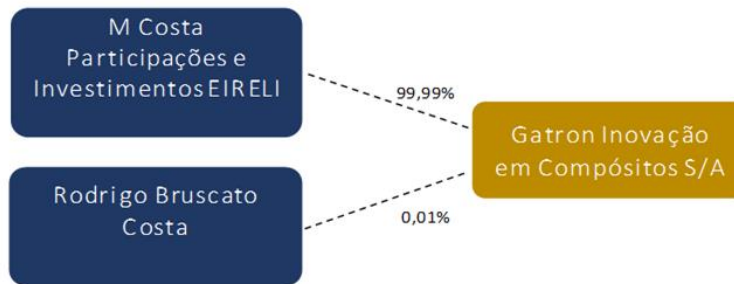 M Costa
Participações e
Investimentos EIRELI
99,99%
Gatron Inovação
em Compósitos S/A
Rodrigo Bruscato
Costa
0,01%